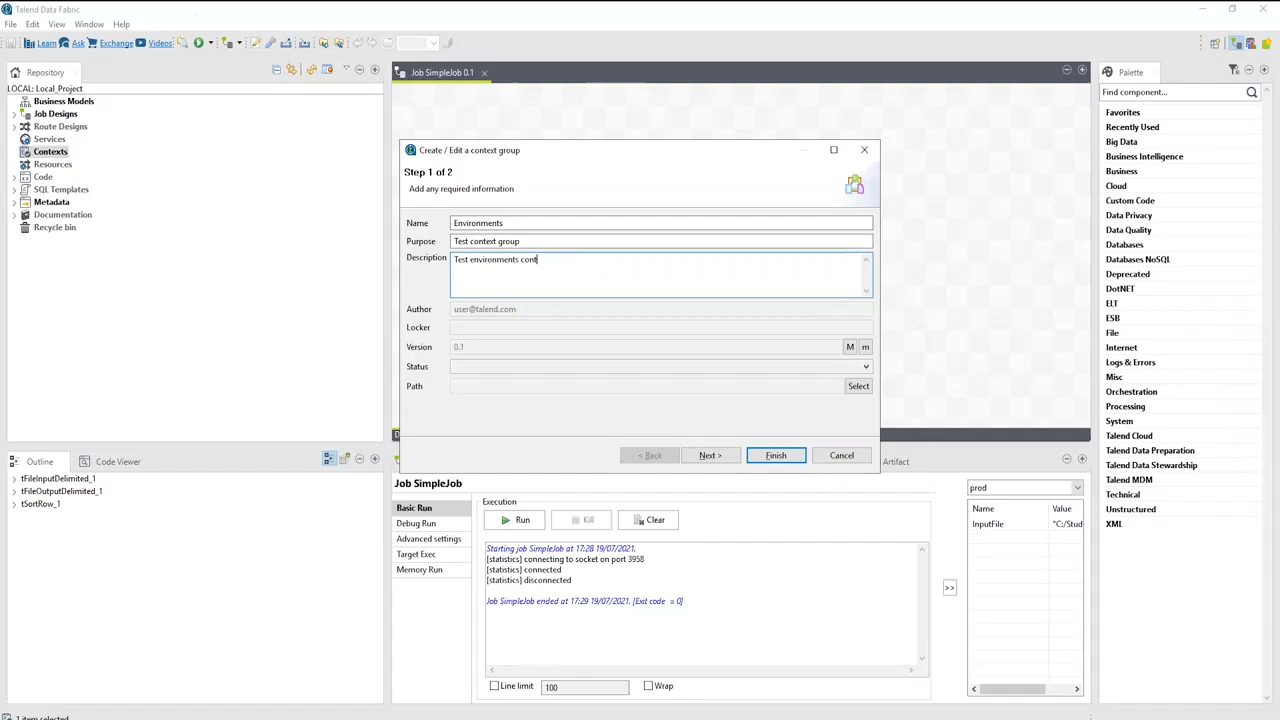 Talend Data Fabric
File Edit View Window Help
Learn Ask Exchange Videos
Repository
LOCAL: Local_Project
Business Models
Job Designs
Route Designs
Services
Contexts
Resources
Code
SQL Templates
Metadata
Documentation
Recycle bin
Job SimpleJob 0.1
Create / Edit a context group
Step 1 of 2
Add any required information
Name Environments
Purpose Test context group
Description Test environments cont
Author user@talend.com
Locker
Version 0.1 M m
Status
Path Select
< Back Next > Finish Cancel
Palette
Find component...
Favorites
Recently Used
Big Data
Business Intelligence
Business
Cloud
Custom Code
Data Privacy
Data Quality
Databases
Databases NoSQL
Deprecated
DotNET
ELT
ESB
File
Internet
Logs & Errors
Misc
Orchestration
Processing
System
Talend Cloud
Talend Data Preparation
Talend Data Stewardship
Talend MDM
Technical
Unstructured
XML
Outline Code Viewer
tFileInputDelimited_1
tFileOutputDelimited_1
tSortRow_1
Artifact
Job SimpleJob
Basic Run
Debug Run
Advanced settings
Target Exec
Memory Run
Execution
Run Kill Clear
Starting job SimpleJob at 17:28 19/07/2021.
[statistics] connecting to socket on port 3958
[statistics] connected
[statistics] disconnected
Job SimpleJob ended at 17:29 19/07/2021. [Exit code = 0]
Line limit 100 Wrap
>>
prod
Name Value
InputFile "C:/Stud
1 item selected